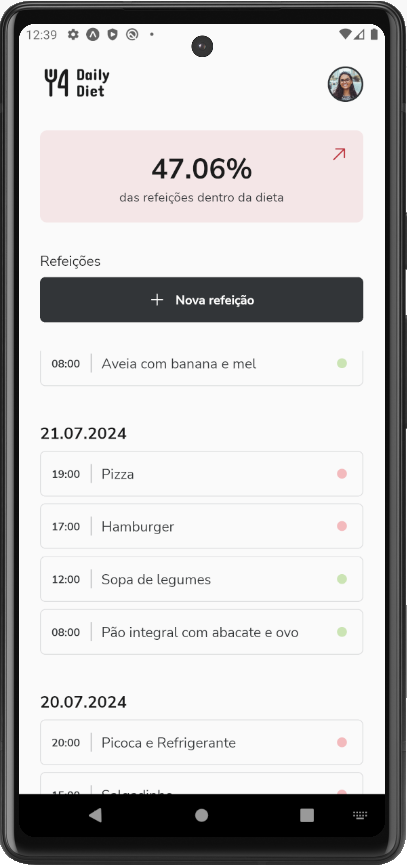 12:39
Daily
Diet
47.06%
das refeições dentro da dieta
Refeições
+ Nova refeição
08:00 Aveia com banana e mel
21.07.2024
19:00 Pizza
17:00 Hamburger
12:00 Sopa de legumes
08:00 Pão integral com abacate e ovo
20.07.2024
20:00 Picoca e Refrigerante